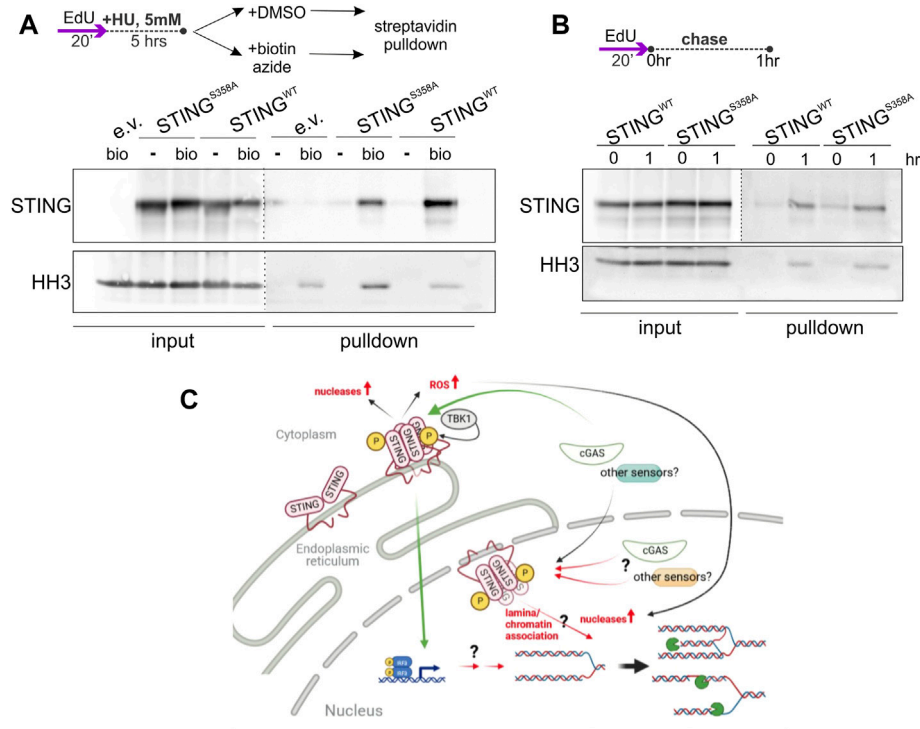 A
EdU +HU, 5mM
20' 5 hrs
+DMSO
+biotin
azide
streptavidin
pulldown
e.v. STING^S358A STING^WT e.v. STING^S358A STING^WT
bio - bio - bio - bio - bio - bio
STING
HH3
input pulldown
B
EdU chase
20' 0hr 1hr
STING^WT STING^S358A STING^WT STING^S358A
0 1 0 1 0 1 0 1 hr
STING
HH3
input pulldown
C
nucleases ROS
Cytoplasm
P STING STING STING P TBK1
STING STING
cGAS
other sensors?
Endoplasmic
reticulum
STING STING STING P
P
cGAS
?
other sensors?
lamina/
chromatin
association
? nucleases
P IRF3
P IRF3
?
Nucleus